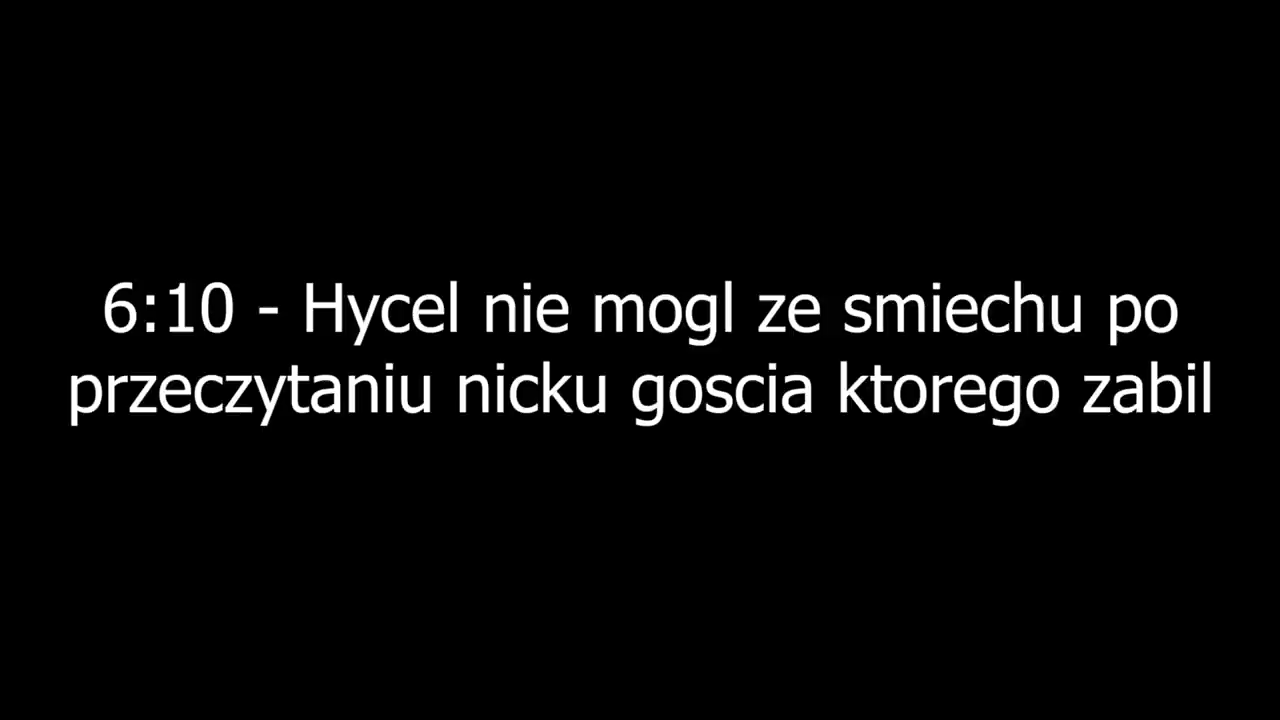 6:10 - Hycel nie mogl ze smiechu po
przeczytaniu nicku goscia ktorego zabil